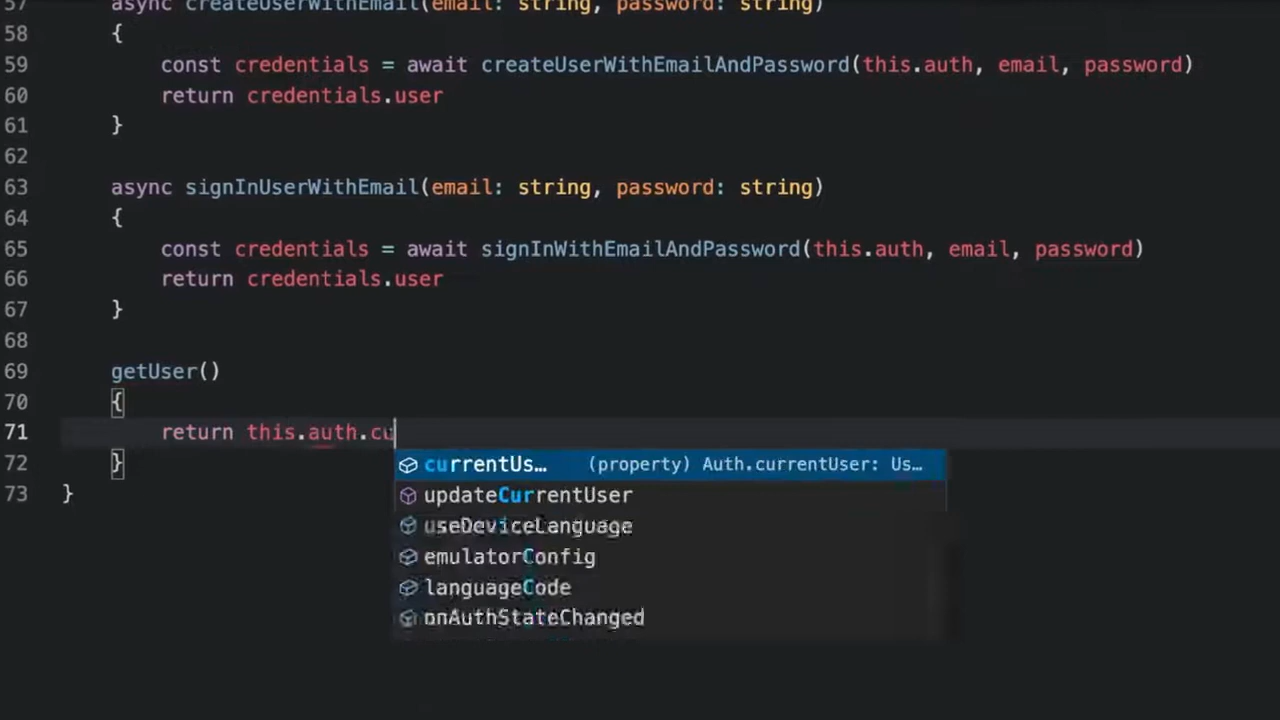 57 async createUserWithEmail(email: string, password: string)
58 {
59 const credentials = await createUserWithEmailAndPassword(this.auth, email, password)
60 return credentials.user
61 }
62
63 async signInUserWithEmail(email: string, password: string)
64 {
65 const credentials = await signInWithEmailAndPassword(this.auth, email, password)
66 return credentials.user
67 }
68
69 getUser()
70 {
71 return this.auth.cu
currentUs… (property) Auth.currentUser: Us…
72 }
updateCurrentUser
73 }
useDeviceLanguage
emulatorConfig
languageCode
onAuthStateChanged